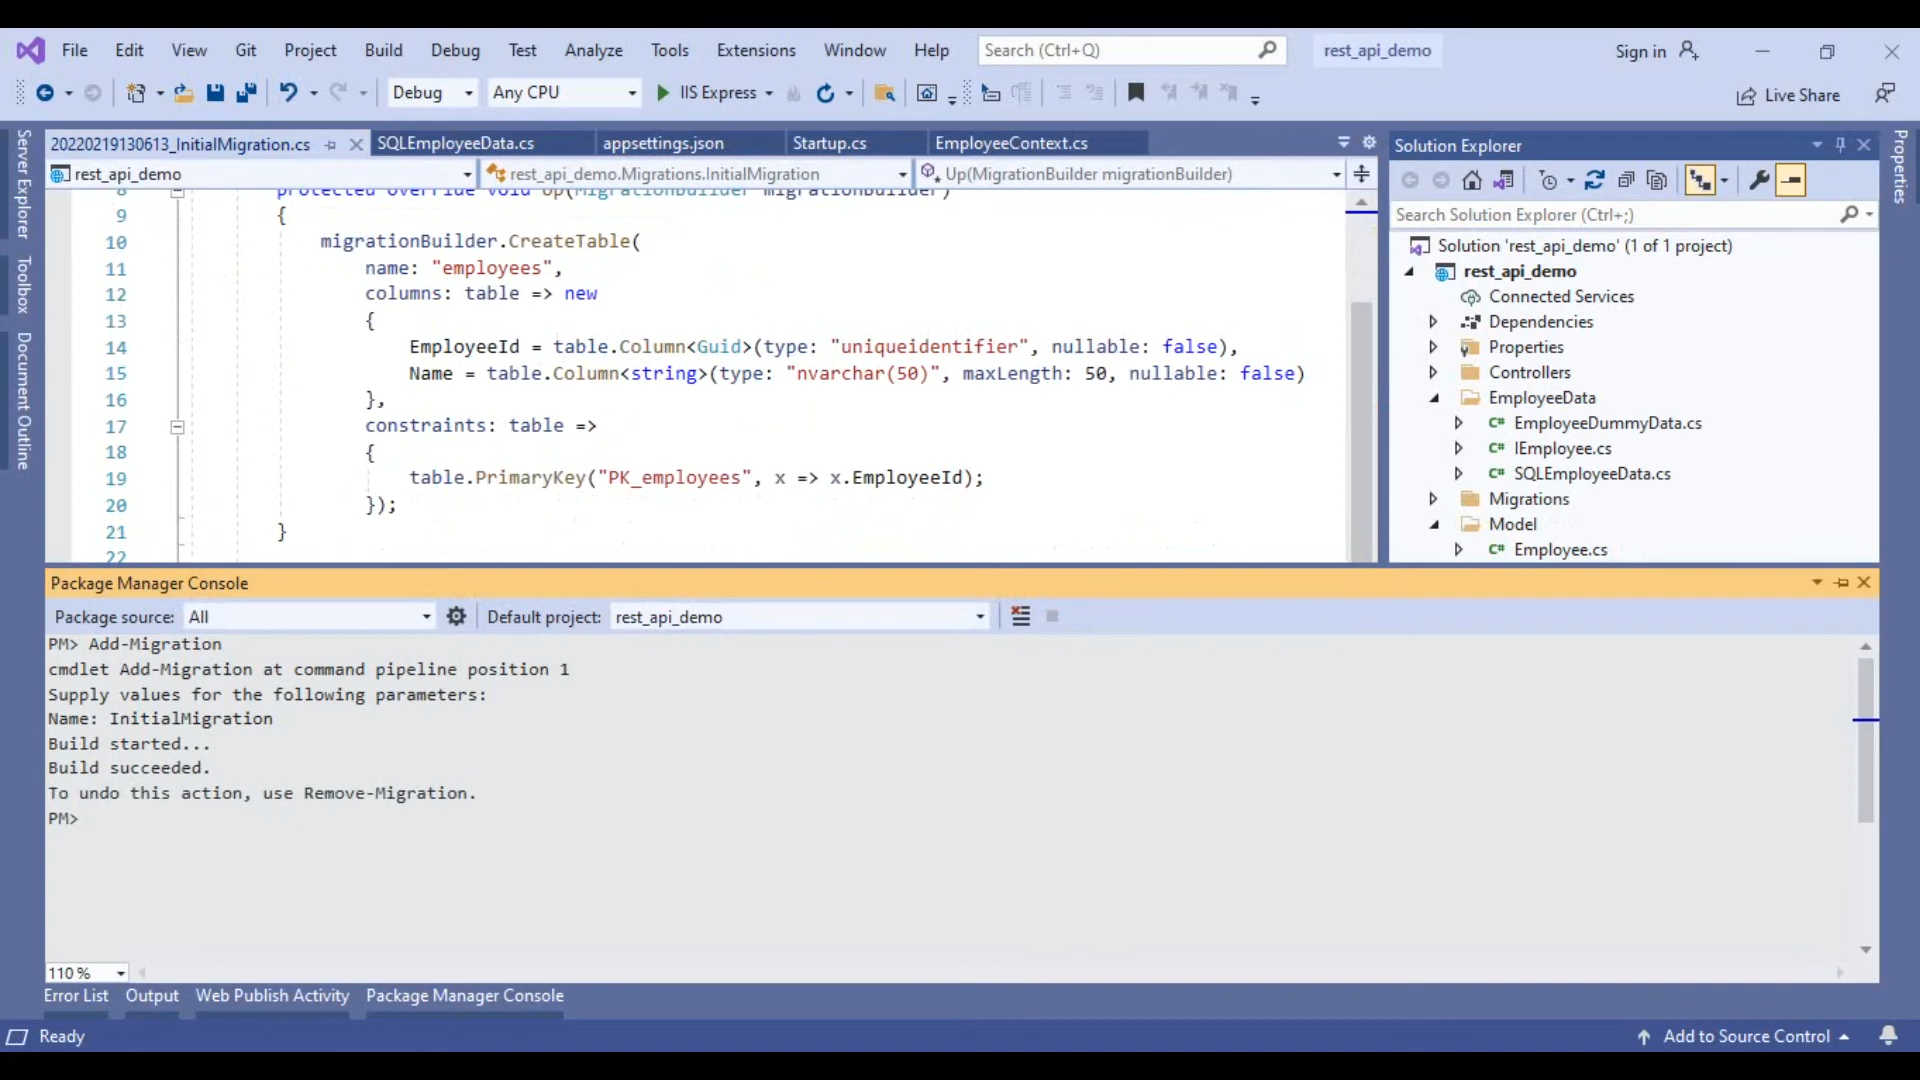 File Edit View Git Project Build Debug Test Analyze Tools Extensions Window Help Search (Ctrl+Q) rest_api_demo Sign in
Debug Any CPU IIS Express Live Share
Server Explorer
Toolbox
Document Outline
20220219130613_InitialMigration.cs SQLEmployeeData.cs appsettings.json Startup.cs EmployeeContext.cs
rest_api_demo rest_api_demo.Migrations.InitialMigration Up(MigrationBuilder migrationBuilder)
8 protected override void Up(MigrationBuilder migrationBuilder)
9 {
10 migrationBuilder.CreateTable(
11 name: "employees",
12 columns: table => new
13 {
14 EmployeeId = table.Column<Guid>(type: "uniqueidentifier", nullable: false),
15 Name = table.Column<string>(type: "nvarchar(50)", maxLength: 50, nullable: false)
16 },
17 constraints: table =>
18 {
19 table.PrimaryKey("PK_employees", x => x.EmployeeId);
20 });
21 }
22
Solution Explorer
Search Solution Explorer (Ctrl+;)
Solution 'rest_api_demo' (1 of 1 project)
rest_api_demo
Connected Services
Dependencies
Properties
Controllers
EmployeeData
C# EmployeeDummyData.cs
C# IEmployee.cs
C# SQLEmployeeData.cs
Migrations
Model
C# Employee.cs
Properties
Package Manager Console
Package source: All Default project: rest_api_demo
PM> Add-Migration
cmdlet Add-Migration at command pipeline position 1
Supply values for the following parameters:
Name: InitialMigration
Build started...
Build succeeded.
To undo this action, use Remove-Migration.
PM>
110 %
Error List Output Web Publish Activity Package Manager Console
Ready Add to Source Control